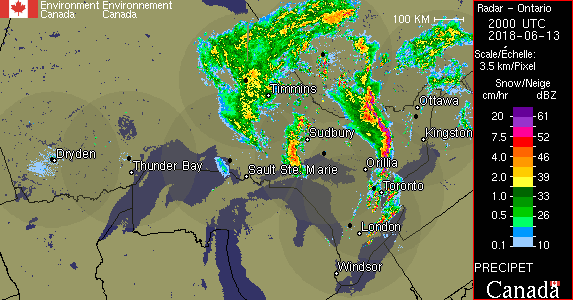 Environment Environnement
Canada Canada
100 KM
Radar - Ontario
2000 UTC
2018-06-13
Scale/Échelle:
3.5 km/Pixel
Snow/Neige
cm/hr dBZ
20 61
7.5 57
5.4 52
4.0 46
2.0 39
1.0 33
0.5 26
0.1 10
PRECIPET
Canada
Timmins
Ottawa
Sudbury
Kingston
Dryden
Thunder Bay
Sault Ste. Marie
Orillia
Toronto
London
Windsor